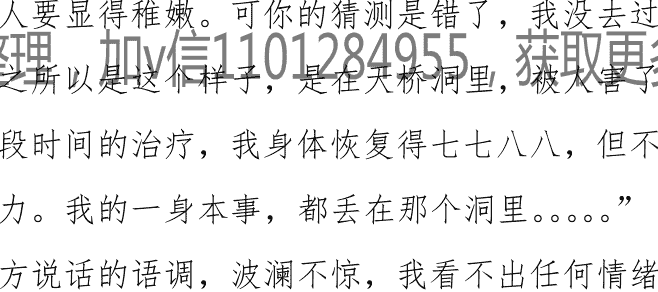 人要显得稚嫩。可你的猜测是错了，我没去过
整理，加v信1101284955，获取更多
之所以是这个样子，是在天桥洞里，被人害了
段时间的治疗，我身体恢复得七七八八，但不
力。我的一身本事，都丢在那个洞里。。。。。”
方说话的语调，波澜不惊，我看不出任何情绪